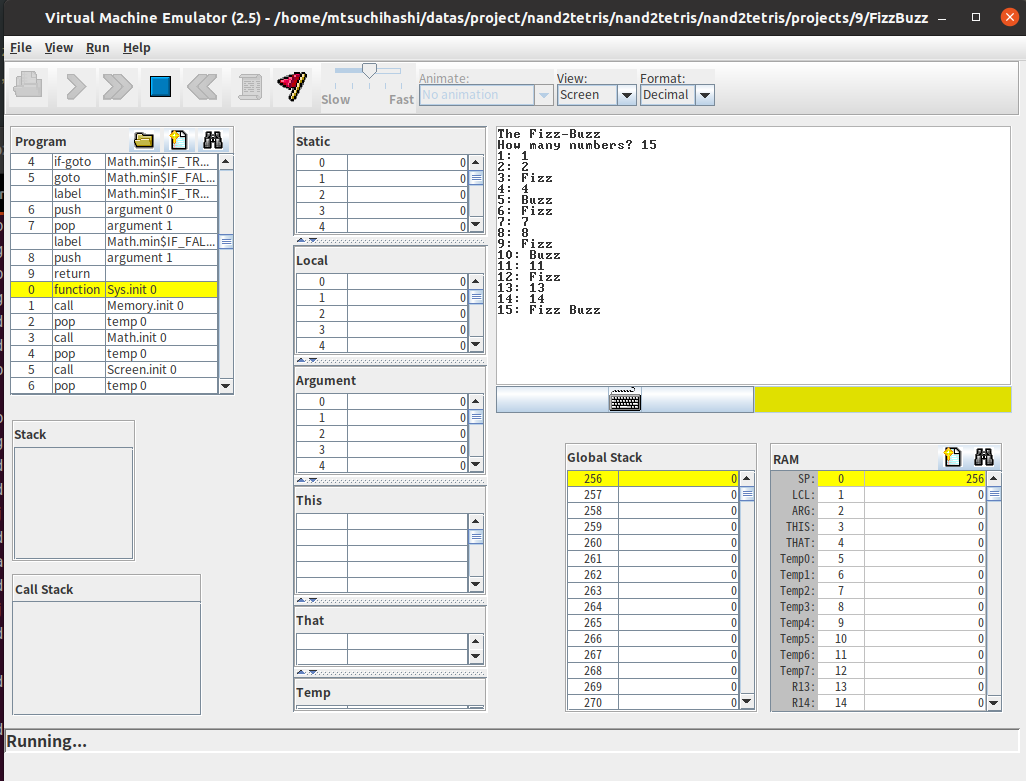 Virtual Machine Emulator (2.5) - /home/mtsuchihashi/datas/project/nand2tetris/nand2tetris/nand2tetris/projects/9/FizzBuzz
File View Run Help
Slow Fast
Animate:
No animation
View:
Screen
Format:
Decimal
Program
4 if-goto Math.min$IF_TR...
5 goto Math.min$IF_FAL...
label Math.min$IF_TR...
6 push argument 0
7 pop argument 1
label Math.min$IF_FAL...
8 push argument 1
9 return
0 function Sys.init 0
1 call Memory.init 0
2 pop temp 0
3 call Math.init 0
4 pop temp 0
5 call Screen.init 0
6 pop temp 0
Stack
Call Stack
Static
0 0
1 0
2 0
3 0
4 0
Local
0 0
1 0
2 0
3 0
4 0
Argument
0 0
1 0
2 0
3 0
4 0
This
That
Temp
The Fizz-Buzz
How many numbers? 15
1: 1
2: 2
3: Fizz
4: 4
5: Buzz
6: Fizz
7: 7
8: 8
9: Fizz
10: Buzz
11: 11
12: Fizz
13: 13
14: 14
15: Fizz Buzz
Global Stack
256 0
257 0
258 0
259 0
260 0
261 0
262 0
263 0
264 0
265 0
266 0
267 0
268 0
269 0
270 0
RAM
SP: 0 256
LCL: 1 0
ARG: 2 0
THIS: 3 0
THAT: 4 0
Temp0: 5 0
Temp1: 6 0
Temp2: 7 0
Temp3: 8 0
Temp4: 9 0
Temp5: 10 0
Temp6: 11 0
Temp7: 12 0
R13: 13 0
R14: 14 0
Running...